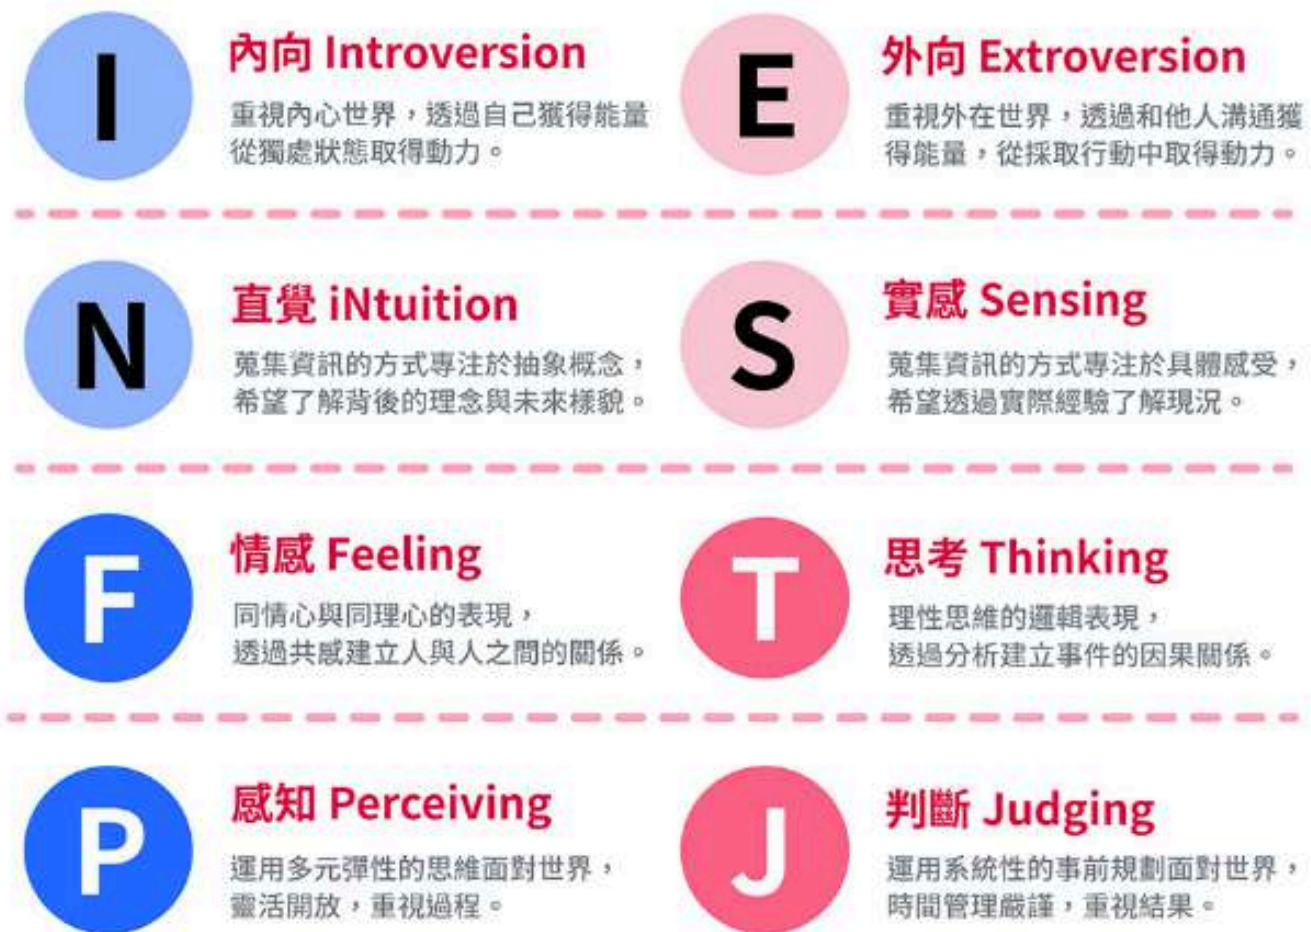 I
內向 Introversion
重視內心世界，透過自己獲得能量
從獨處狀態取得動力。
E
外向 Extroversion
重視外在世界，透過和他人溝通獲
得能量，從採取行動中取得動力。
N
直覺 iNtuition
蒐集資訊的方式專注於抽象概念，
希望了解背後的理念與未來樣貌。
S
實感 Sensing
蒐集資訊的方式專注於具體感受，
希望透過實際經驗了解現況。
F
情感 Feeling
同情心與同理心的表現，
透過共感建立人與人之間的關係。
T
思考 Thinking
理性思維的邏輯表現，
透過分析建立事件的因果關係。
P
感知 Perceiving
運用多元彈性的思維面對世界，
靈活開放，重視過程。
J
判斷 Judging
運用系統性的事前規劃面對世界，
時間管理嚴謹，重視結果。